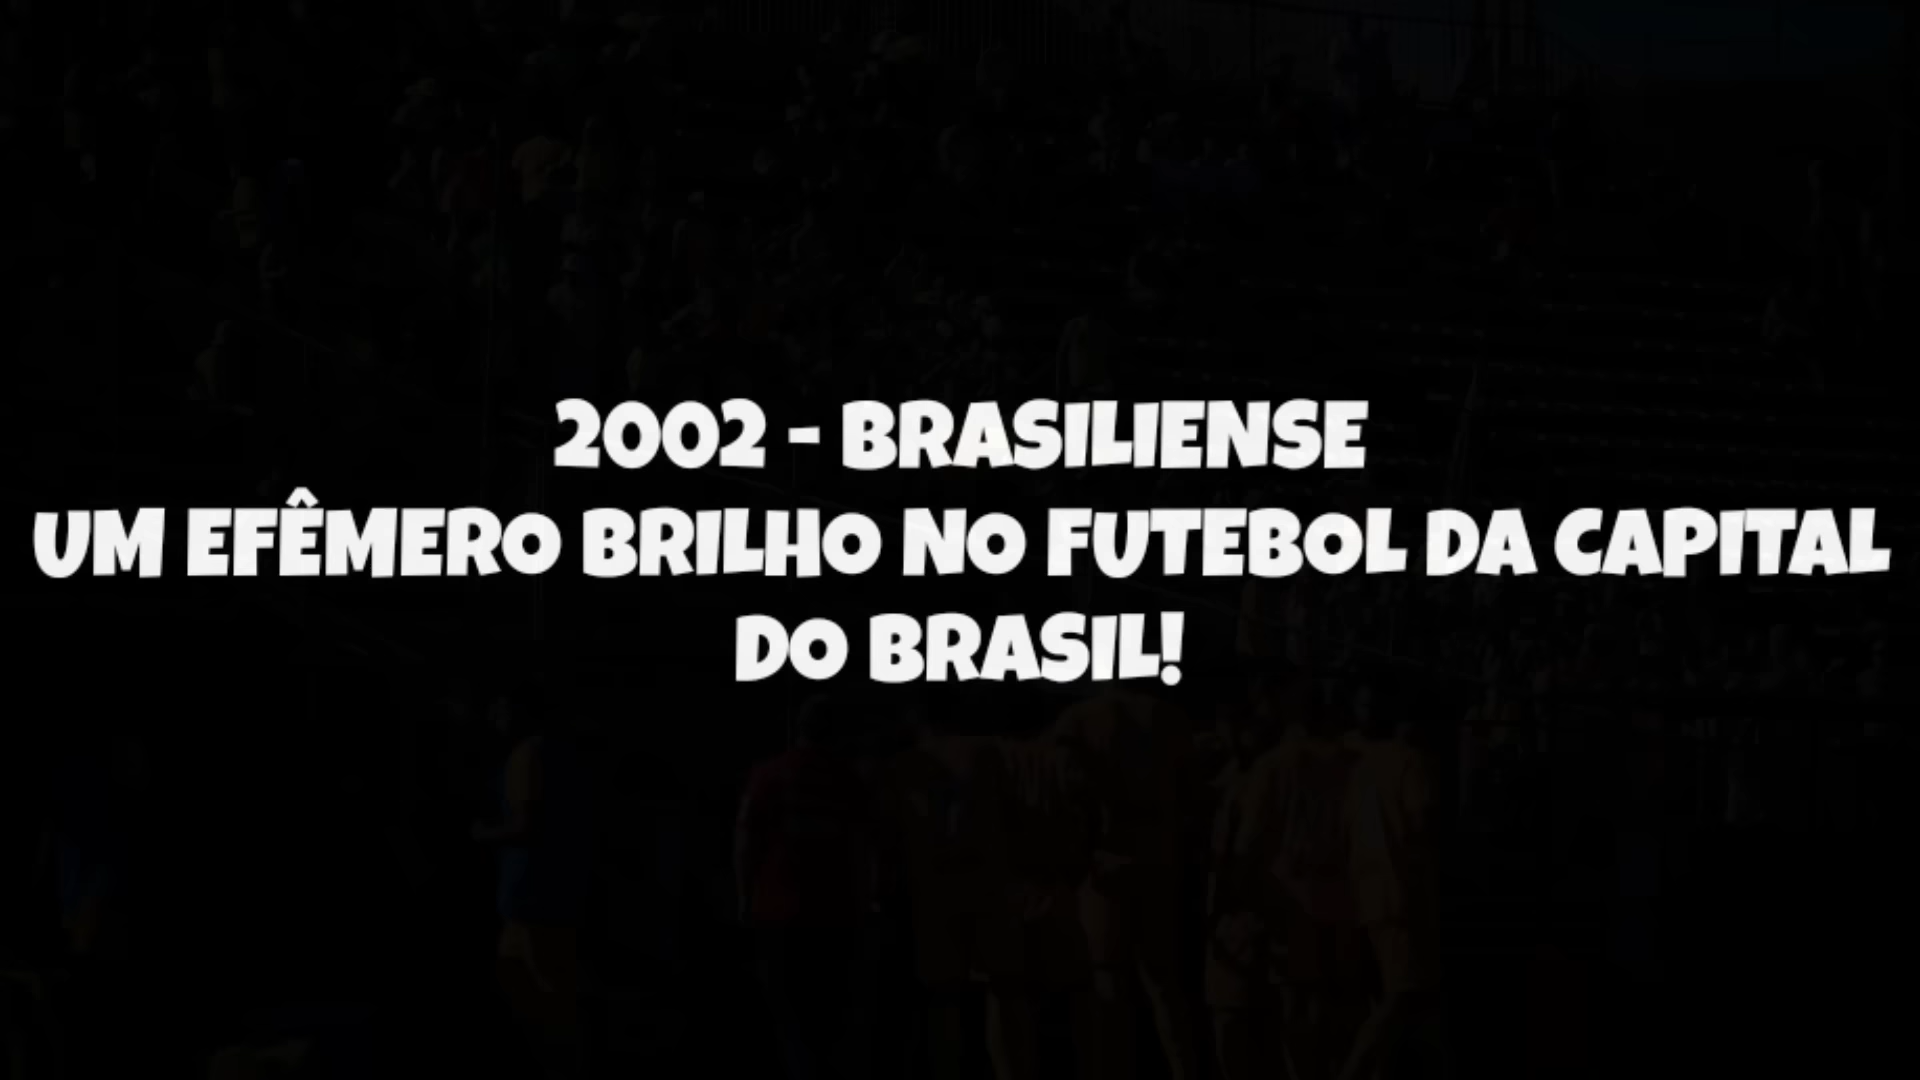 2002 - BRASILIENSE
UM EFÊMERO BRILHO NO FUTEBOL DA CAPITAL
DO BRASIL!